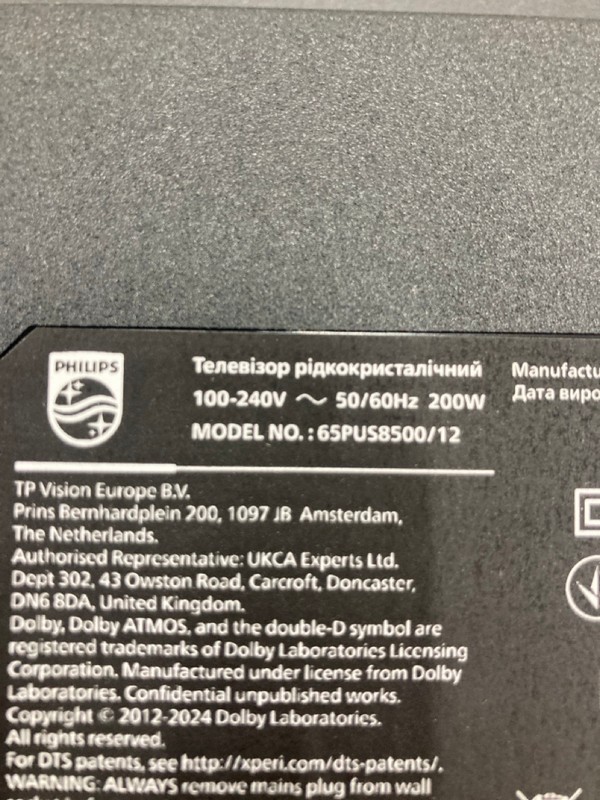 PHILIPS
Телевізор рідкокристалічний
100-240V ～ 50/60Hz 200W
MODEL NO. : 65PUS8500/12
Manufactu
Дата виро
TP Vision Europe B.V.
Prins Bernhardplein 200, 1097 JB Amsterdam,
The Netherlands.
Authorised Representative: UKCA Experts Ltd.
Dept 302, 43 Owston Road, Carcroft, Doncaster,
DN6 8DA, United Kingdom.
Dolby, Dolby ATMOS, and the double-D symbol are
registered trademarks of Dolby Laboratories Licensing
Corporation. Manufactured under license from Dolby
Laboratories. Confidential unpublished works.
Copyright © 2012-2024 Dolby Laboratories.
All rights reserved.
For DTS patents, see http://xperi.com/dts-patents/.
WARNING: ALWAYS remove mains plug from wall